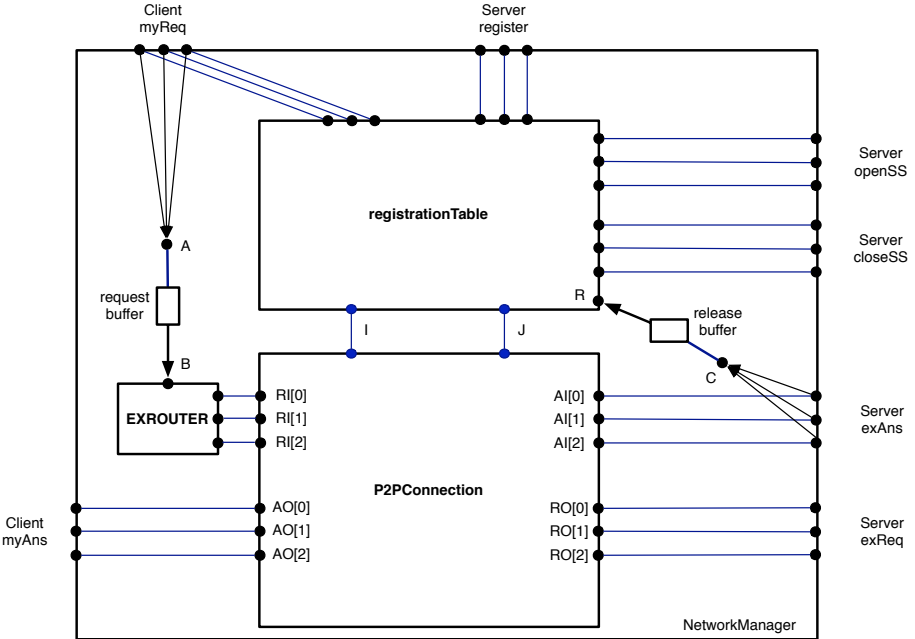 Client
myReq
Server
register
Server
openSS
registrationTable
A
Server
closeSS
request
buffer
R
release
buffer
I
J
B
C
EXROUTER
RI[0]
RI[1]
RI[2]
AI[0]
AI[1]
AI[2]
Server
exAns
P2PConnection
Client
myAns
AO[0]
AO[1]
AO[2]
RO[0]
RO[1]
RO[2]
Server
exReq
NetworkManager